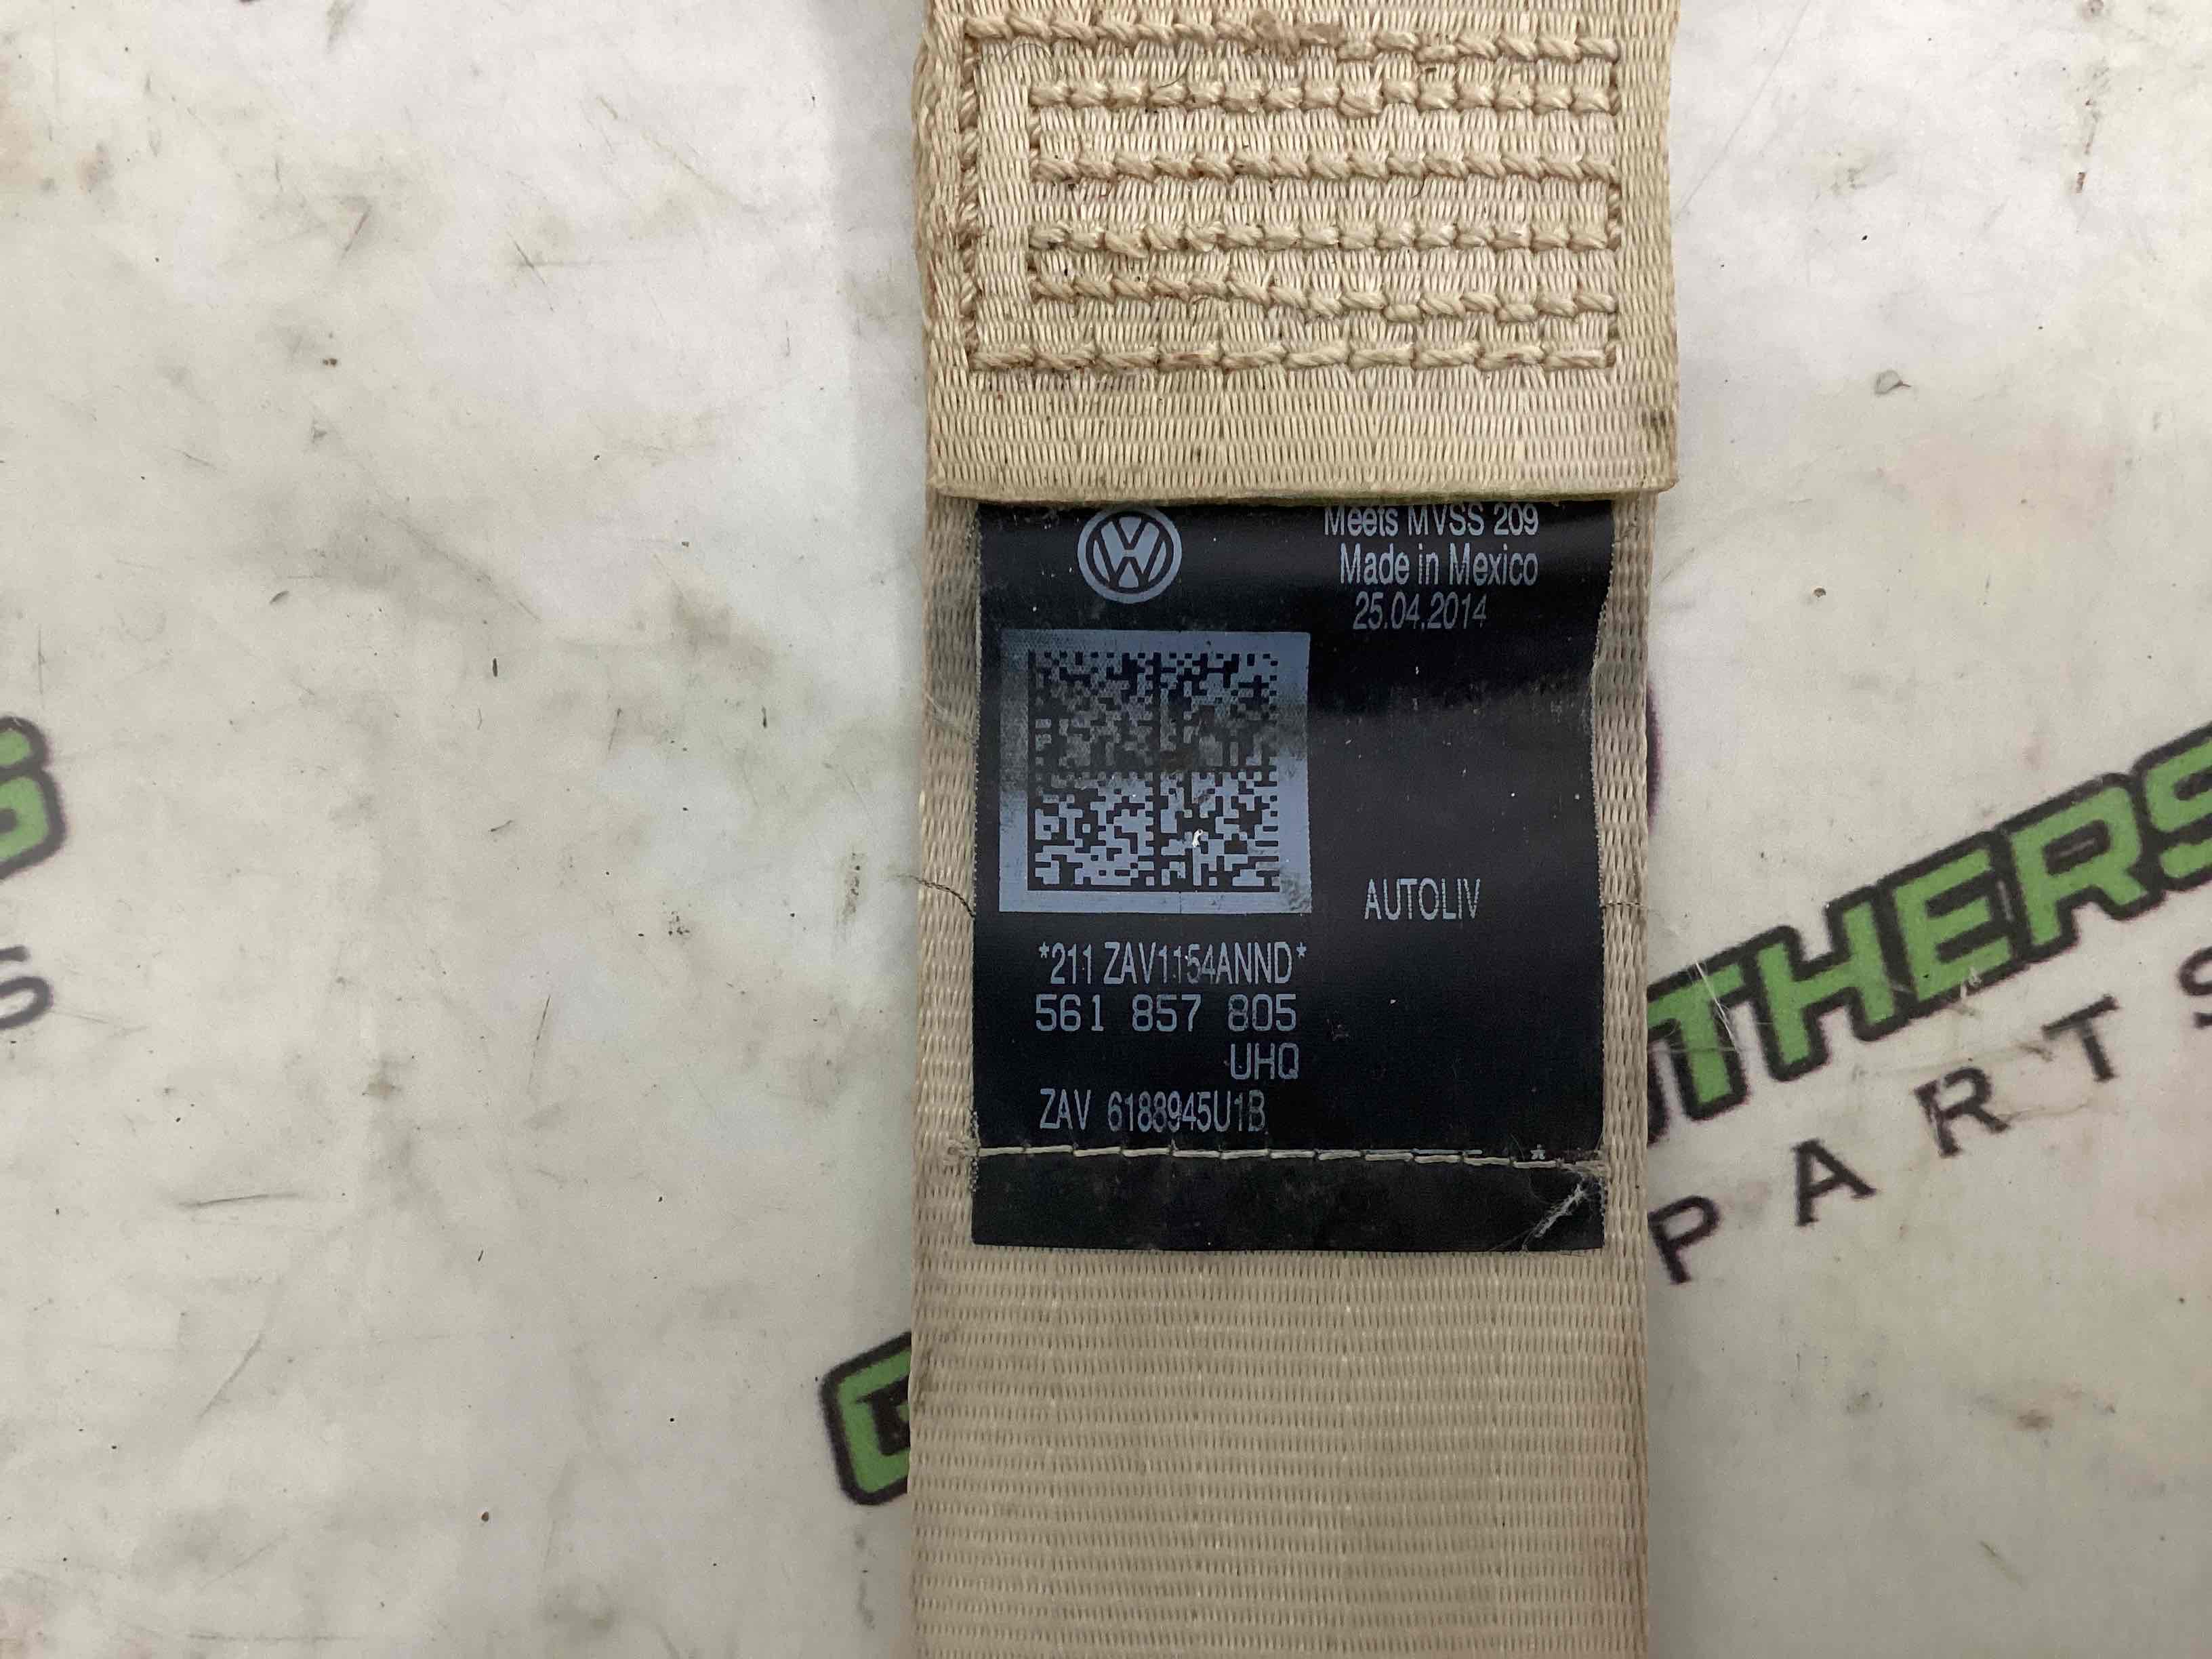 Meets MVSS 209
Made in Mexico
25.04.2014
AUTOLIV
*211 ZAV1154ANND*
561 857 805
UHQ
ZAV 6188945U1B
*
PARTS